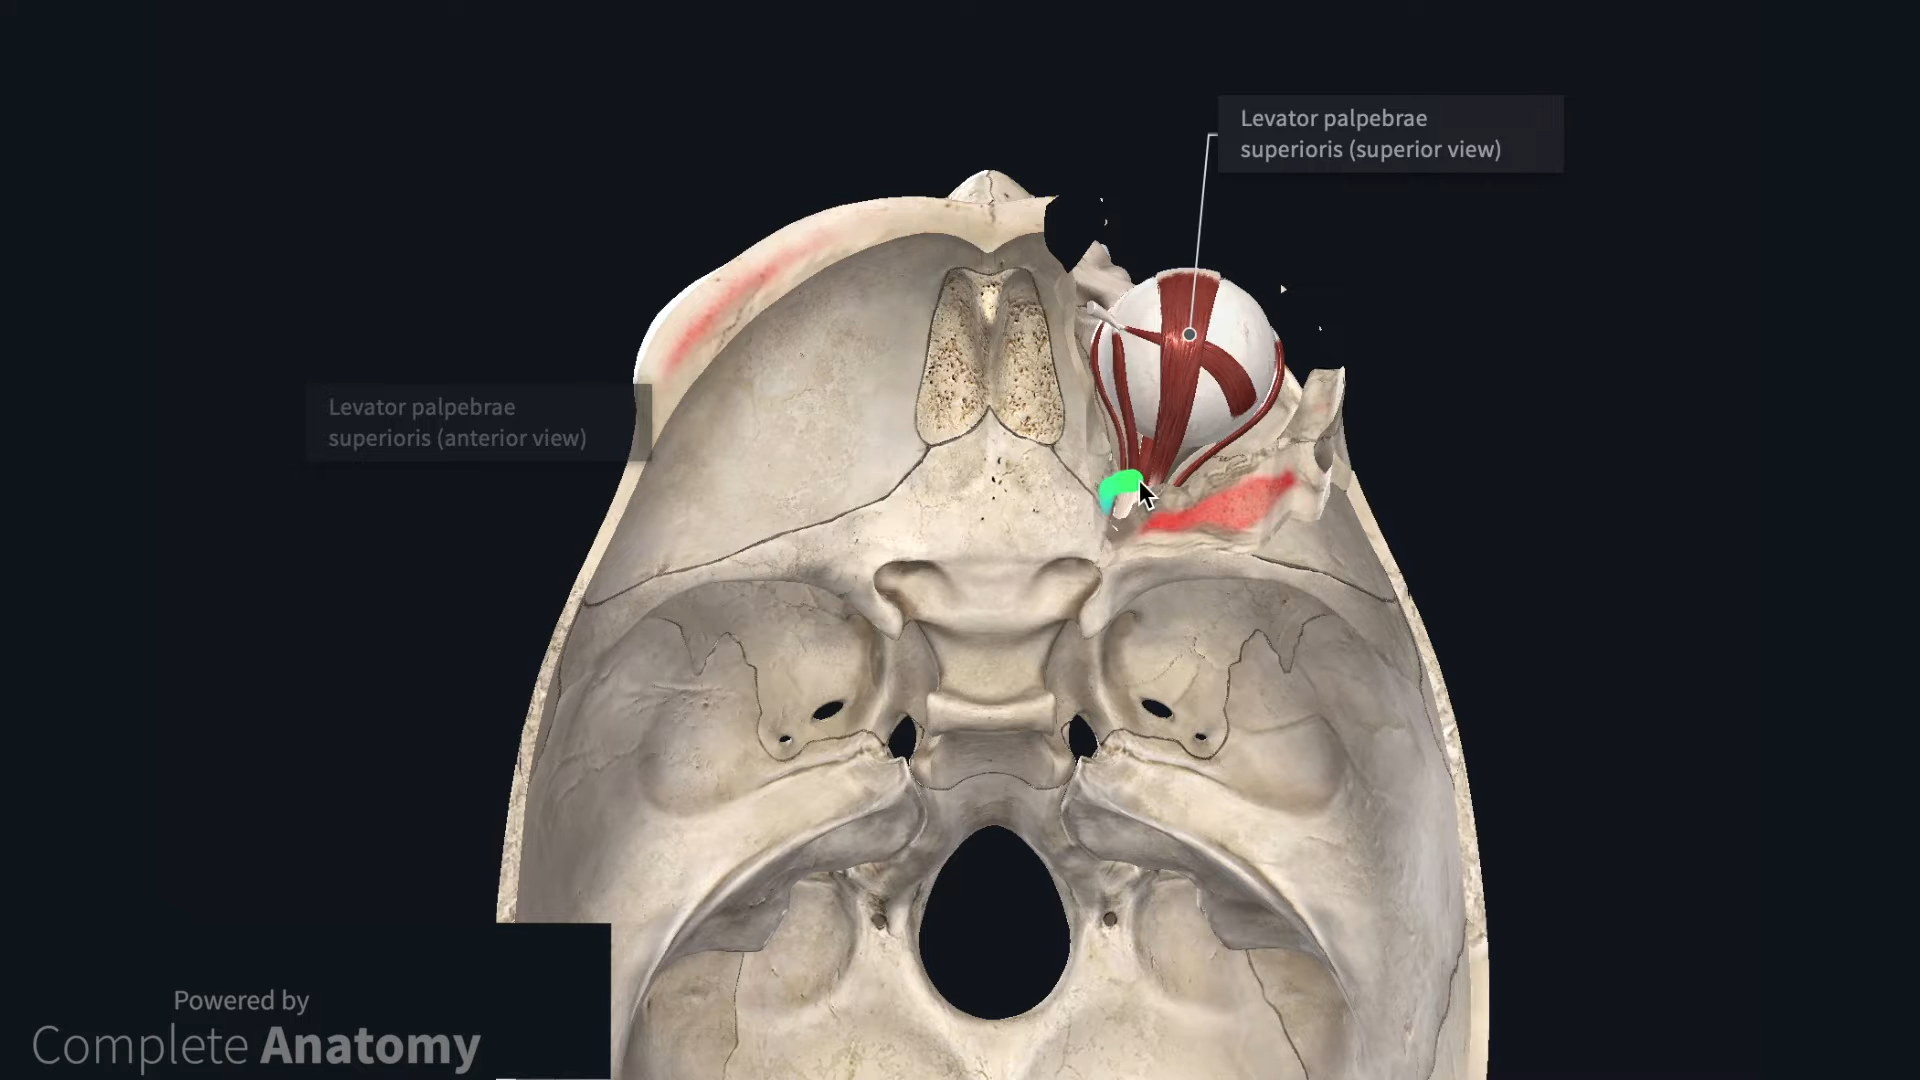 Levator palpebrae
superioris (superior view)
Levator palpebrae
superioris (anterior view)
Powered by
Complete Anatomy